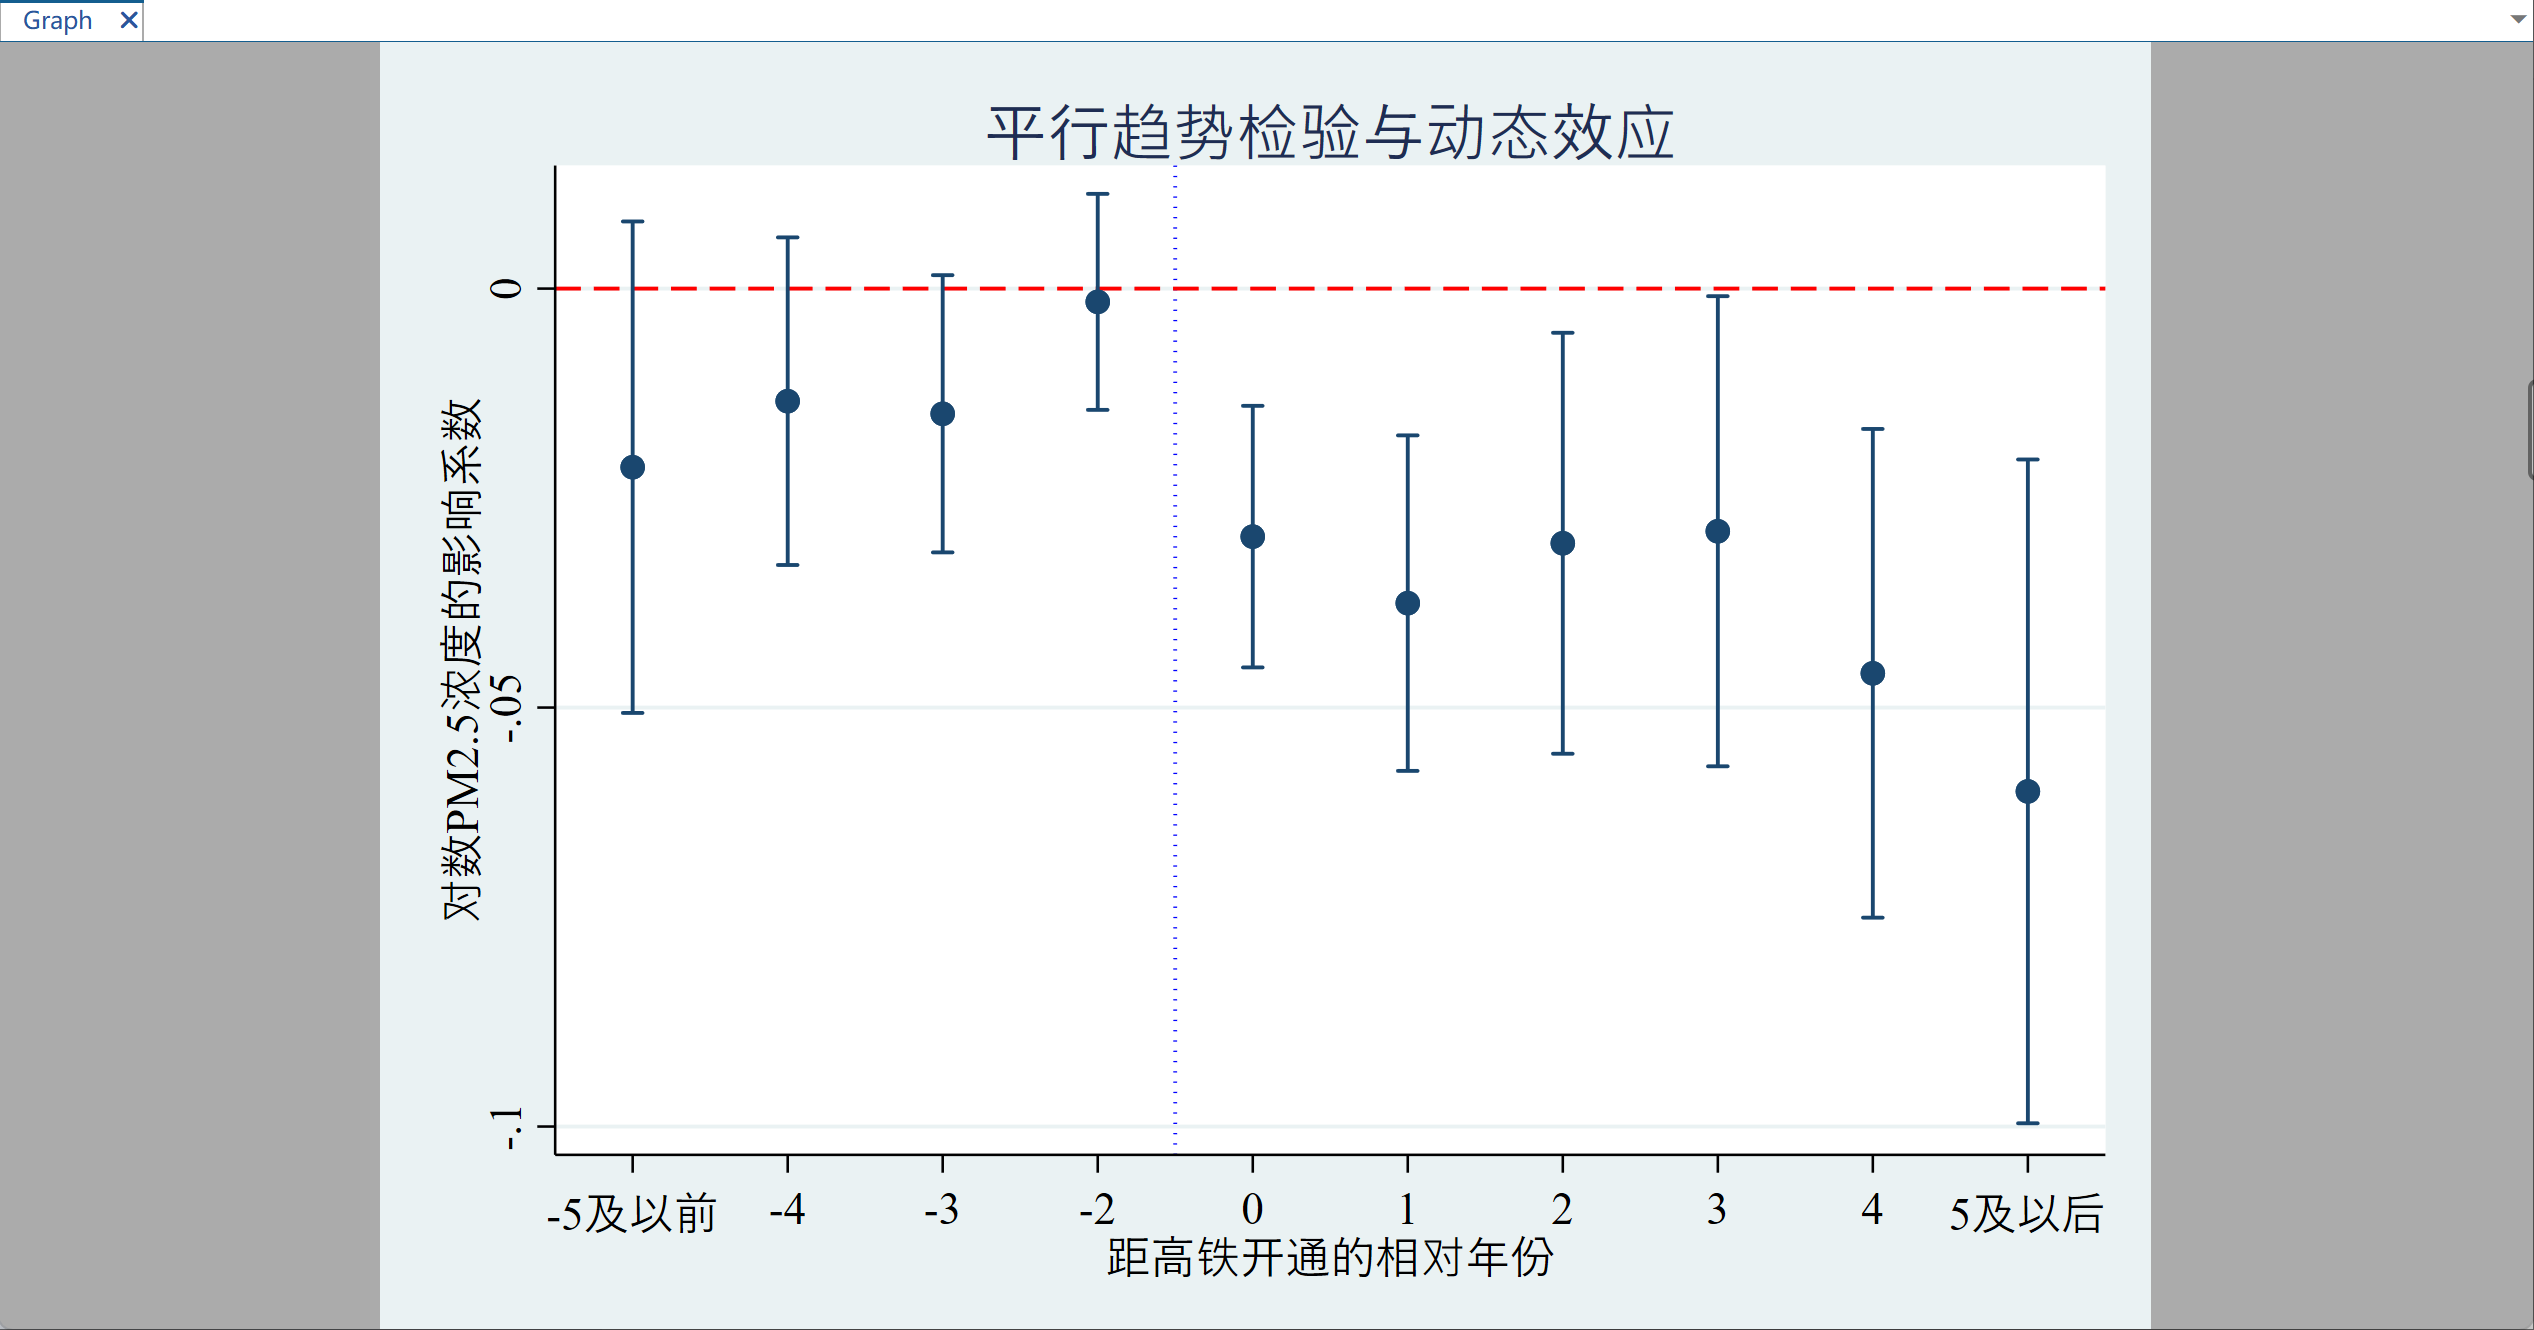 Graph
平行趋势检验与动态效应
对数PM2.5浓度的影响系数
0
-.05
-.1
-5及以前 -4 -3 -2 0 1 2 3 4 5及以后
距高铁开通的相对年份